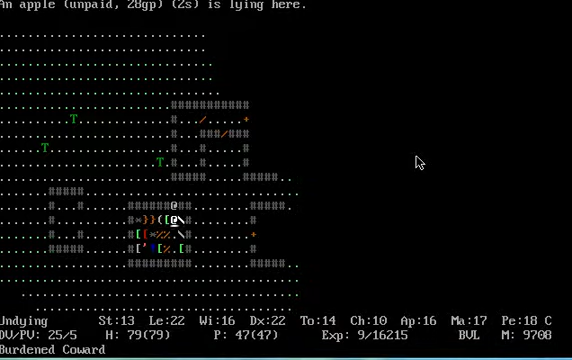 An apple (unpaid, 28gp) (2s) is lying here.
Undying St:13 Le:22 Wi:16 Dx:22 To:14 Ch:10 Ap:16 Ma:17 Pe:18 C
DV/PV: 25/5 H: 79(79) P: 47(47) Exp: 9/16215 BVL M: 9708
Burdened Coward